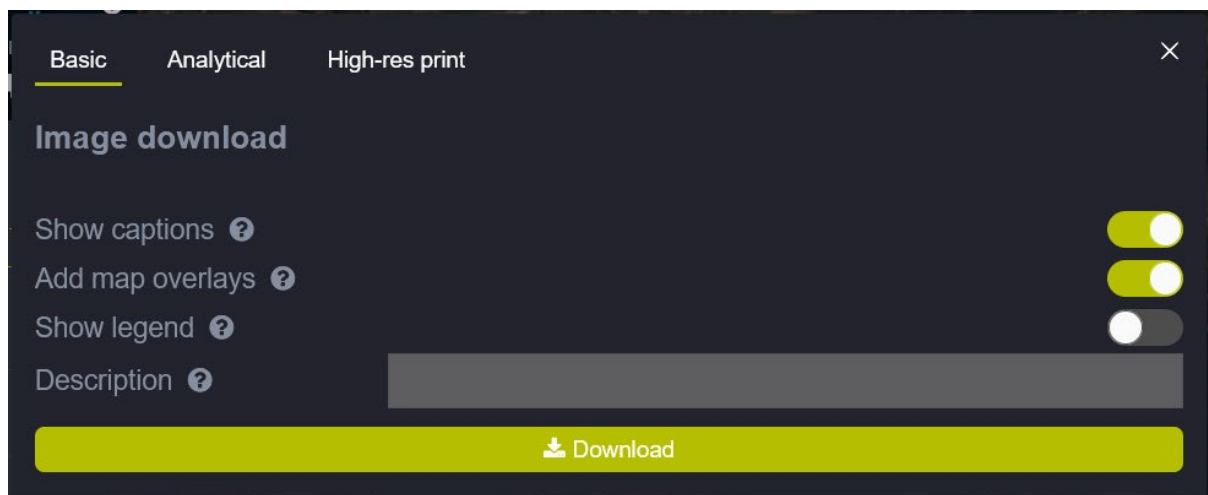 Basic Analytical High-res print
Image download
Show captions
Add map overlays
Show legend
Description
Download